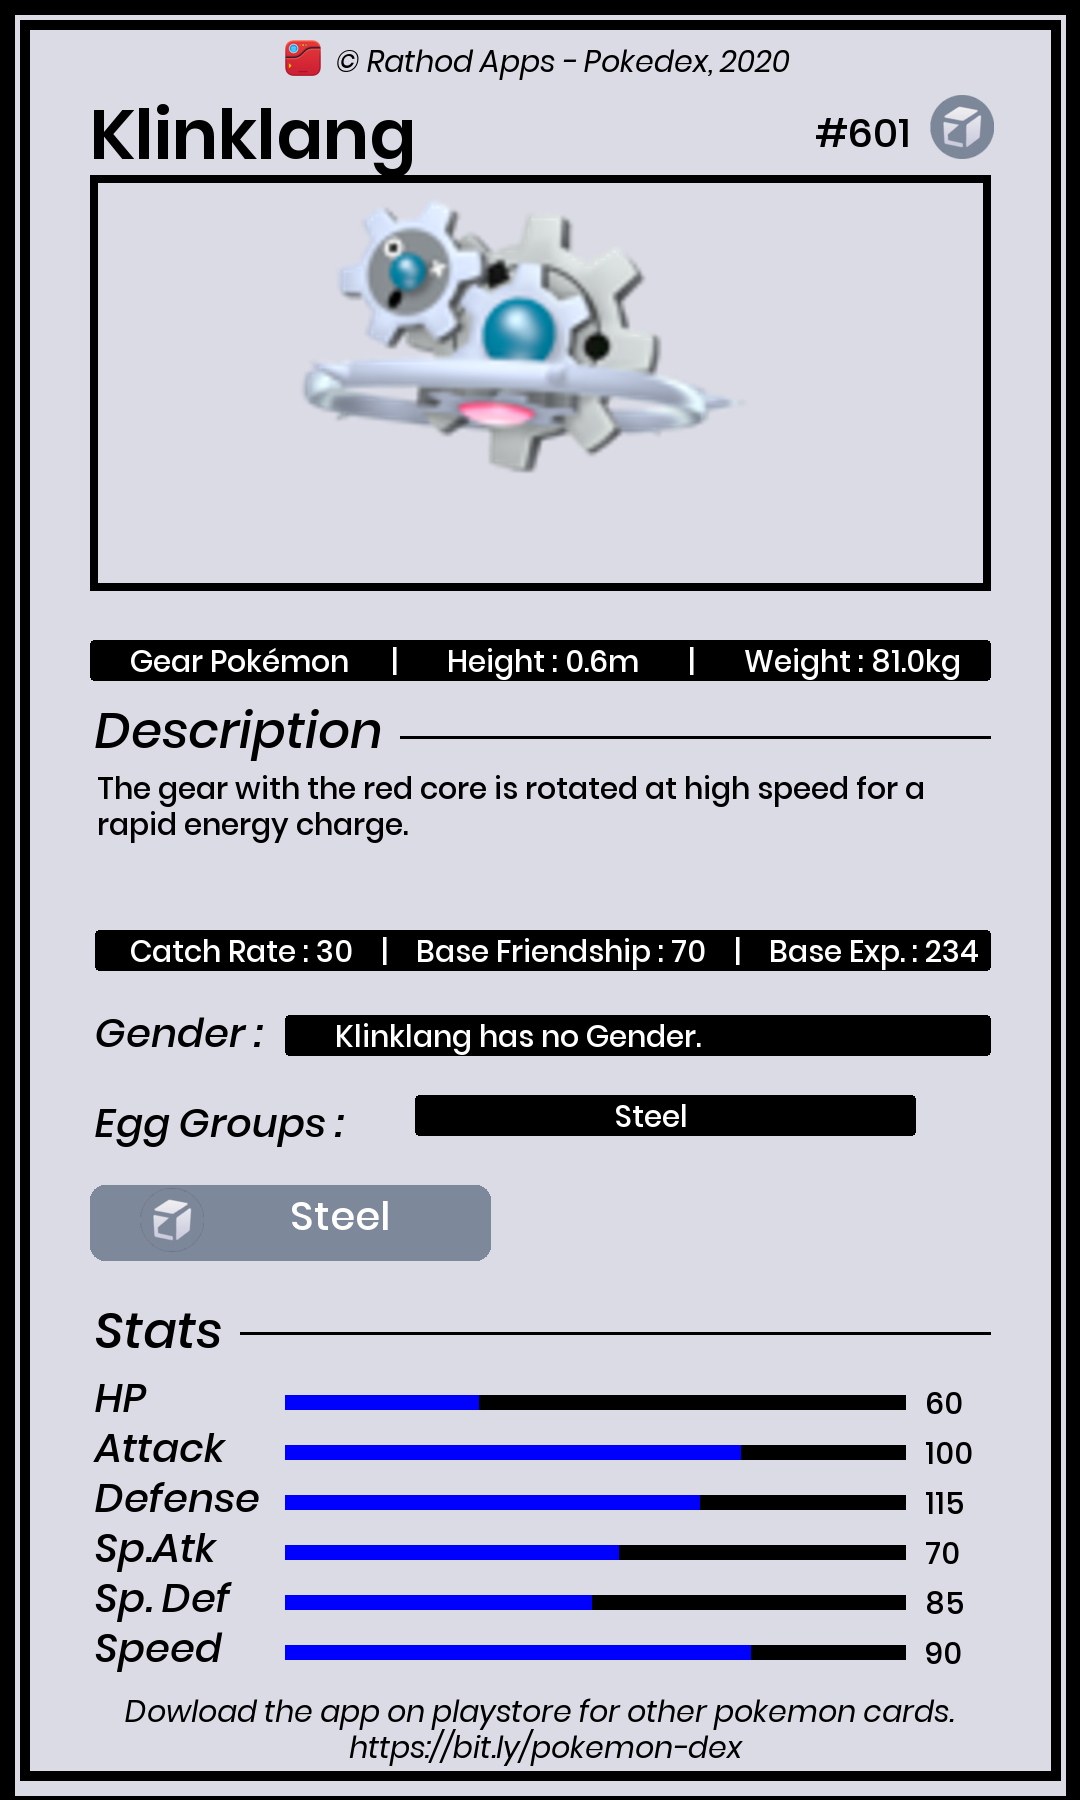 © Rathod Apps - Pokedex, 2020
Klinklang
#601
Gear Pokémon | Height : 0.6m | Weight : 81.0kg
Description
The gear with the red core is rotated at high speed for a
rapid energy charge.
Catch Rate : 30 | Base Friendship : 70 | Base Exp. : 234
Gender : Klinklang has no Gender.
Egg Groups : Steel
Steel
Stats
HP 60
Attack 100
Defense 115
Sp.Atk 70
Sp. Def 85
Speed 90
Dowload the app on playstore for other pokemon cards.
https://bit.ly/pokemon-dex